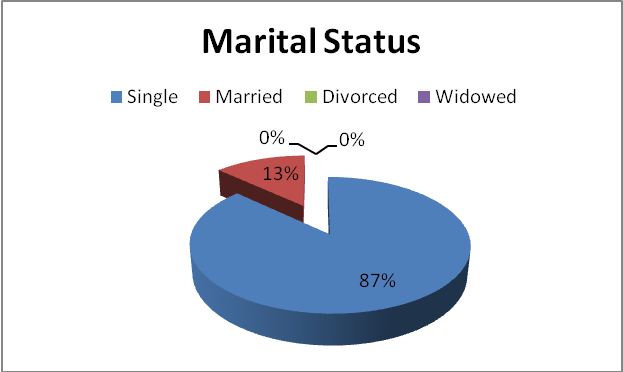 Marital Status
Single Married Divorced Widowed
0% 0%
13%
87%